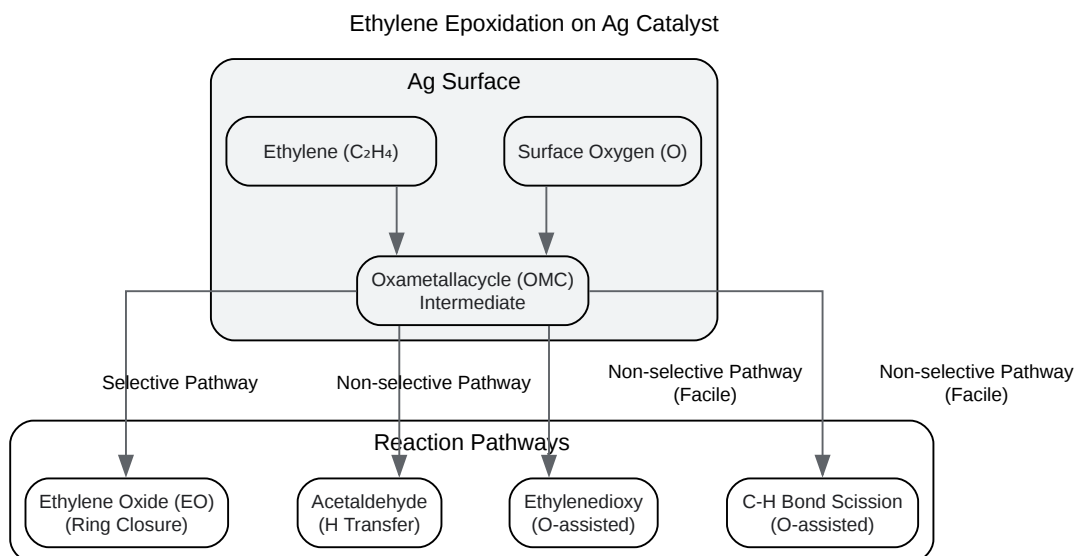 Ethylene Epoxidation on Ag Catalyst
Ag Surface
Ethylene (C₂H₄)
Surface Oxygen (O)
Oxametallacycle (OMC)
Intermediate
Selective Pathway
Non-selective Pathway
Non-selective Pathway
(Facile)
Non-selective Pathway
(Facile)
Reaction Pathways
Ethylene Oxide (EO)
(Ring Closure)
Acetaldehyde
(H Transfer)
Ethylenedioxy
(O-assisted)
C-H Bond Scission
(O-assisted)